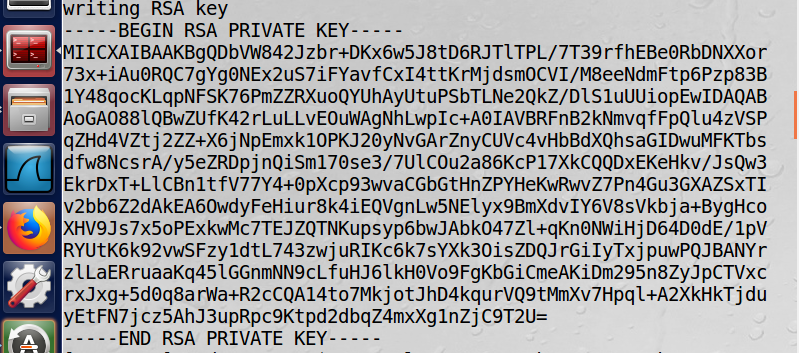 writing RSA key
-----BEGIN RSA PRIVATE KEY-----
MIICXAIBAAKBgQDbVW842Jzbr+DKx6w5J8tD6RJTlTPL/7T39rfhEBe0RbDNXXor
73x+iAu0RQC7gYg0NEx2uS7iFYavfCxI4ttKrMjdsmOCVI/M8eeNdmFtp6Pzp83B
1Y48qocKLqpNFSK76PmZZRXuoQYUhAyUtuPSbTLNe2QkZ/DlS1uUUiopEwIDAQAB
AoGAO88lQBwZUfK42rLuLLvEOuWAgNhLwpIc+A0IAVBRFnB2kNmvqfFpQlu4zVSP
qZHd4VZtj2ZZ+X6jNpEmxk1OPKJ20yNvGArZnyCUVc4vHbBdXQhsaGIDwuMFKTbs
dfw8NcsrA/y5eZRDpjnQiSm170se3/7UlCOu2a86KcP17XkCQQDxEKeHkv/JsQw3
EkrDxT+LlCBn1tfV77Y4+0pXcp93wvaCGbGtHnZPYHeKwRwvZ7Pn4Gu3GXAZSxTI
v2bb6Z2dAkEA6OwdyFeHiur8k4iEQVgnLw5NElyx9BmXdvIY6V8sVkbja+BygHco
XHV9Js7x5oPExkwMc7TEJZQTNKupsyp6bwJAbkO47Zl+qKn0NWiHjD64D0dE/1pV
RYUtK6k92vwSFzy1dtL743zwjuRIKc6k7sYXk3OisZDQJrGiIyTxjpuwPQJBANYr
zlLaERruaaKq45lGGnmNN9cLfuHJ6lkH0Vo9FgKbGiCmeAKiDm295n8ZyJpCTVxc
rxJxg+5d0q8arWa+R2cCQA14to7MkjotJhD4kqurVQ9tMmXv7Hpql+A2XkHkTjdu
yEtFN7jcz5AhJ3upRpc9Ktpd2dbqZ4mxXg1nZjC9T2U=
-----END RSA PRIVATE KEY-----